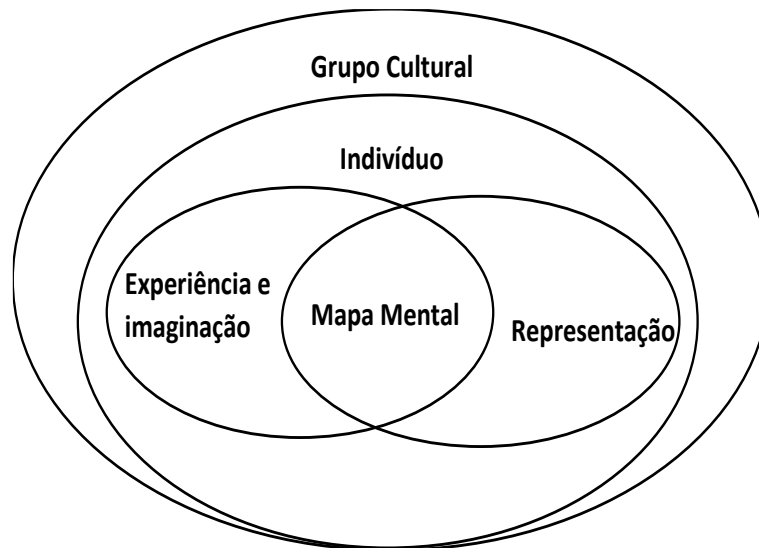 Grupo Cultural
Indivíduo
Experiência e
imaginação
Mapa Mental
Representação